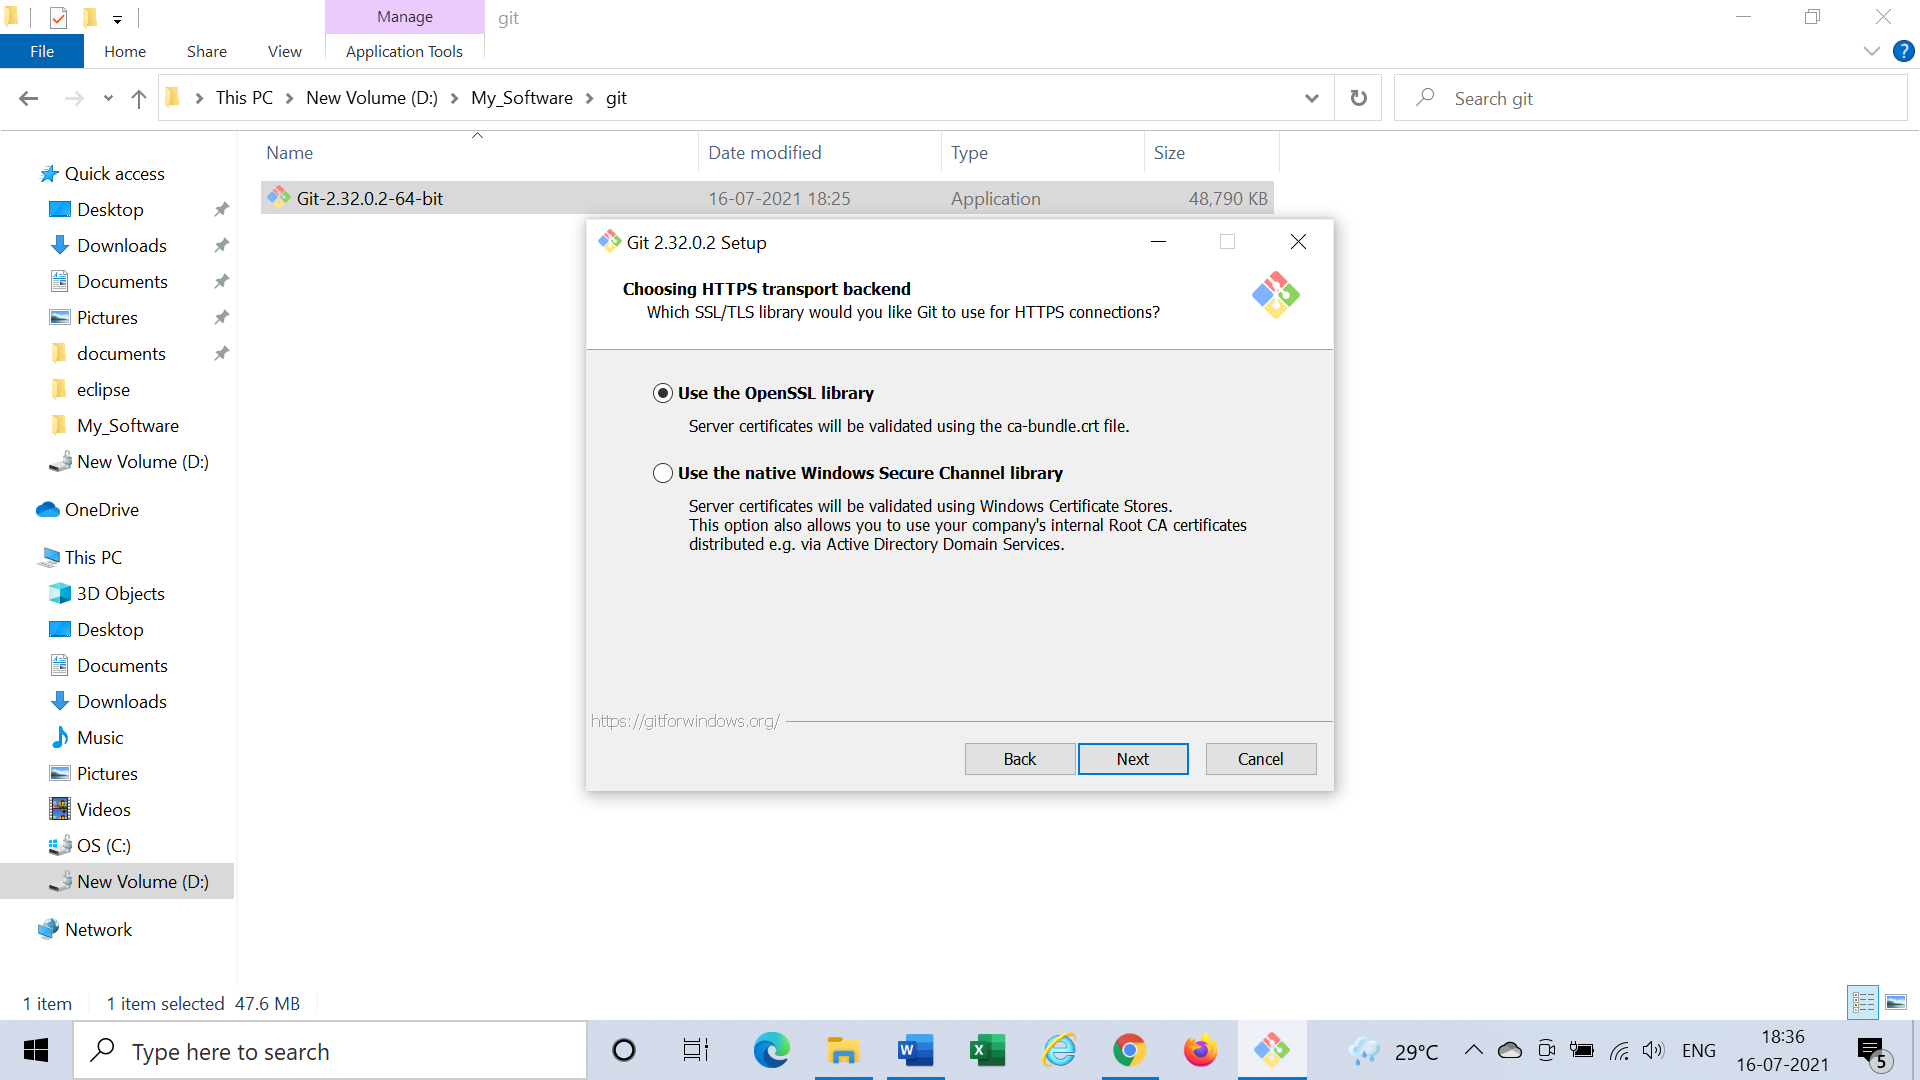 Manage
git
File
Home
Share
View
Application Tools
This PC
New Volume (D:)
My_Software
git
Search git
Name
Date modified
Type
Size
Git-2.32.0.2-64-bit
16-07-2021 18:25
Application
48,790 KB
Quick access
Desktop
Downloads
Documents
Pictures
documents
eclipse
My_Software
New Volume (D:)
OneDrive
This PC
3D Objects
Desktop
Documents
Downloads
Music
Pictures
Videos
OS (C:)
New Volume (D:)
Network
Git 2.32.0.2 Setup
Choosing HTTPS transport backend
Which SSL/TLS library would you like Git to use for HTTPS connections?
Use the OpenSSL library
Server certificates will be validated using the ca-bundle.crt file.
Use the native Windows Secure Channel library
Server certificates will be validated using Windows Certificate Stores.
This option also allows you to use your company's internal Root CA certificates
distributed e.g. via Active Directory Domain Services.
https://gitforwindows.org/
Back
Next
Cancel
1 item
1 item selected 47.6 MB
Type here to search
29°C
ENG
18:36
16-07-2021
5